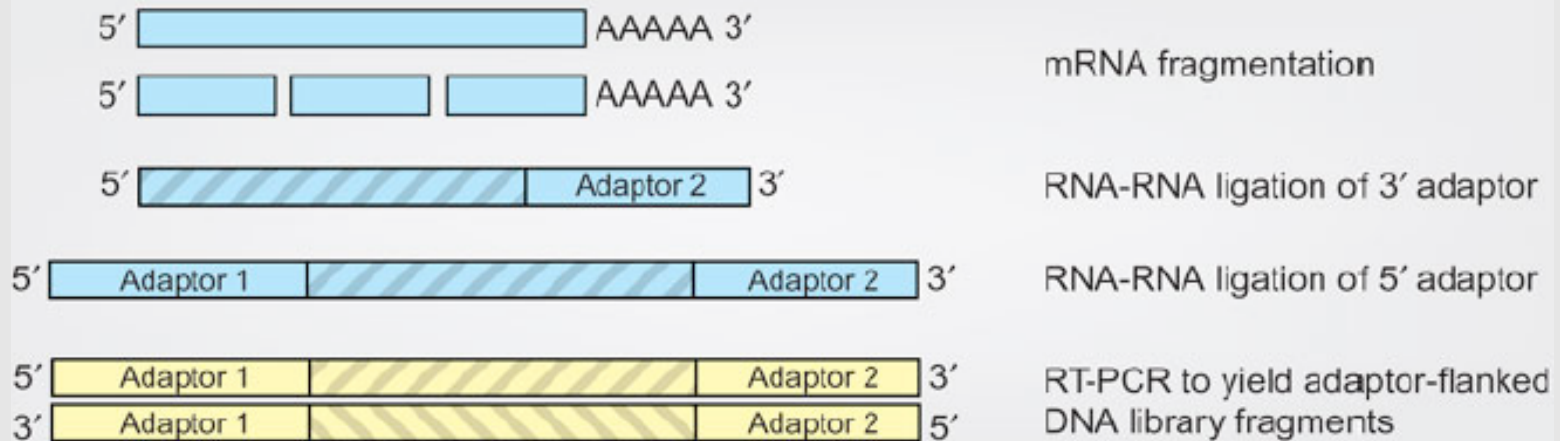 5′ AAAAA 3′
mRNA fragmentation
5′ AAAAA 3′
5′ Adaptor 2 3′ RNA-RNA ligation of 3′ adaptor
5′ Adaptor 1 Adaptor 2 3′ RNA-RNA ligation of 5′ adaptor
5′ Adaptor 1 Adaptor 2 3′ RT-PCR to yield adaptor-flanked
3′ Adaptor 1 Adaptor 2 5′ DNA library fragments